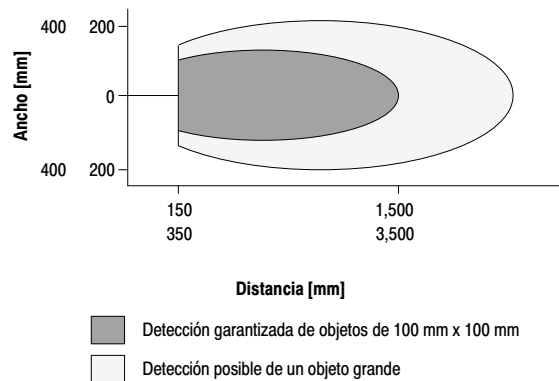 400 200
Ancho [mm]
0
400 200
150 1,500
350 3,500
Distancia [mm]
Detección garantizada de objetos de 100 mm x 100 mm
Detección posible de un objeto grande